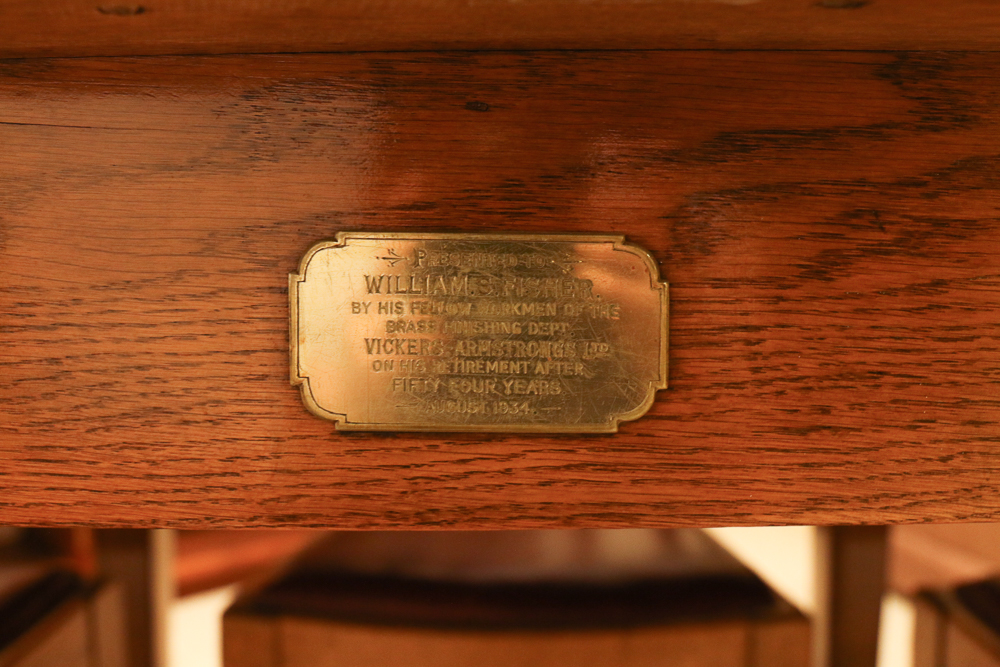 PRESENTED TO
WILLIAM. S. FISHER.
BY HIS FELLOW WORKMEN OF THE
BRASS FINISHING DEPT.
VICKERS-ARMSTRONGS LTD
ON HIS RETIREMENT AFTER
FIFTY FOUR YEARS
— AUGUST 1934. —